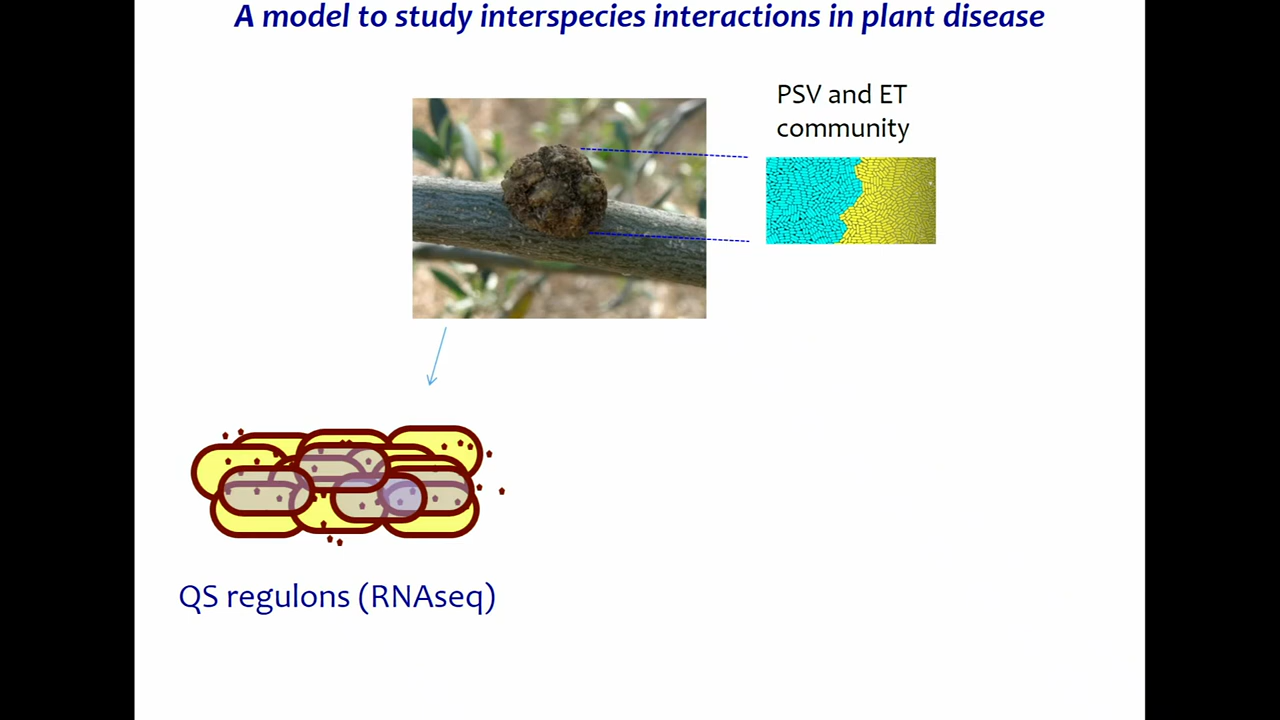 A model to study interspecies interactions in plant disease
PSV and ET
community
QS regulons (RNAseq)